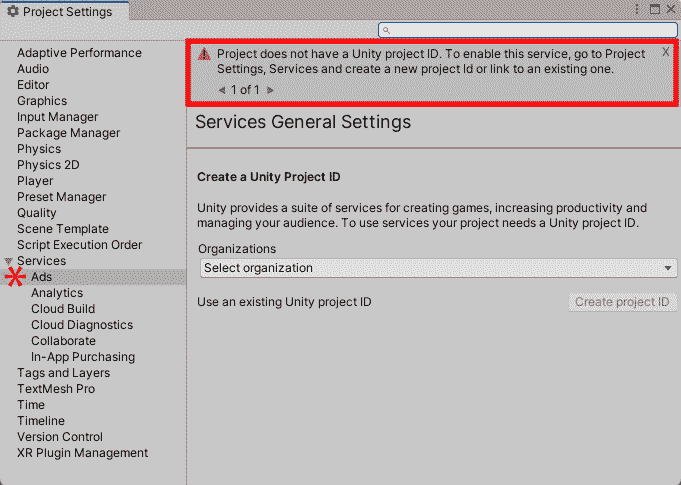 Project Settings
Adaptive Performance
Audio
Editor
Graphics
Input Manager
Package Manager
Physics
Physics 2D
Player
Preset Manager
Quality
Scene Template
Script Execution Order
Services
Ads
Analytics
Cloud Build
Cloud Diagnostics
Collaborate
In-App Purchasing
Tags and Layers
TextMesh Pro
Time
Timeline
Version Control
XR Plugin Management
Project does not have a Unity project ID. To enable this service, go to Project X
Settings, Services and create a new project Id or link to an existing one.
1 of 1
Services General Settings
Create a Unity Project ID
Unity provides a suite of services for creating games, increasing productivity and
managing your audience. To use services your project needs a Unity project ID.
Organizations
Select organization
Use an existing Unity project ID Create project ID